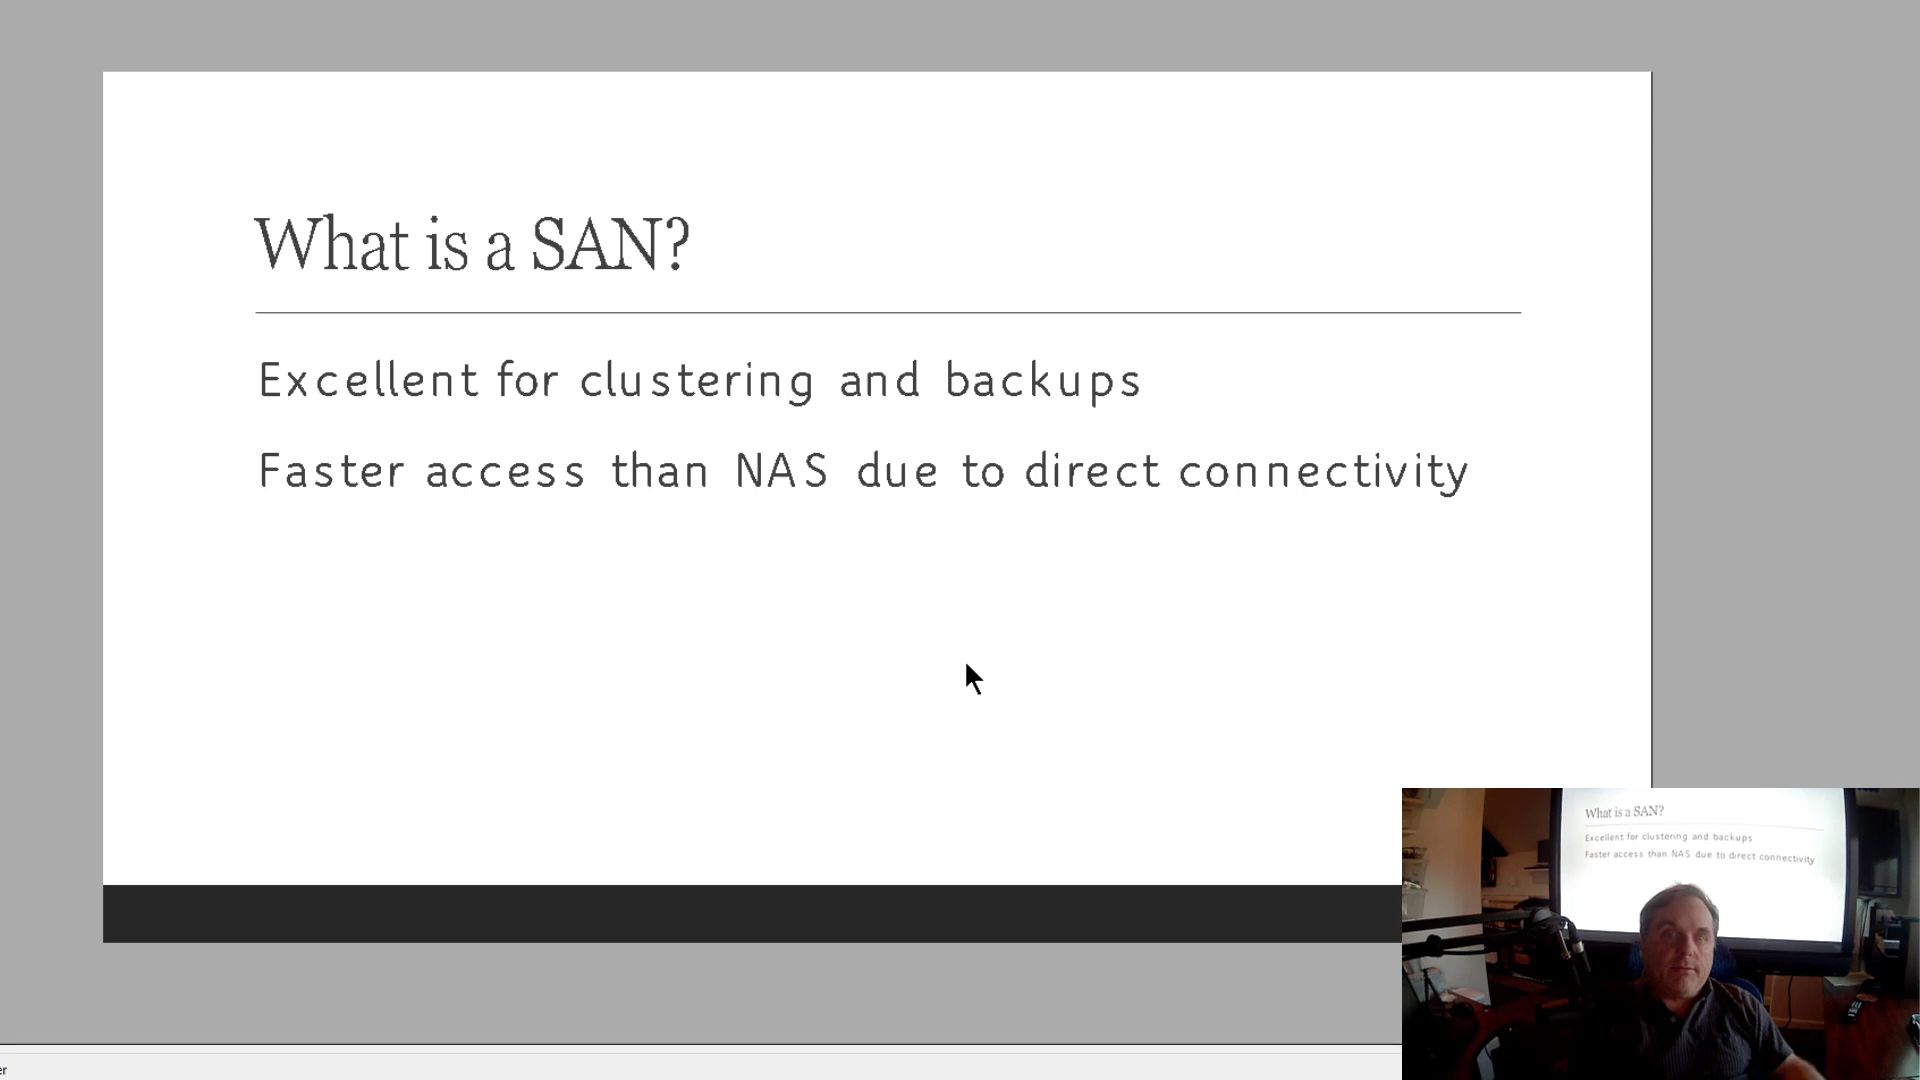 What is a SAN?
Excellent for clustering and backups
Faster access than NAS due to direct connectivity
What is a SAN?
Excellent for clustering and backups
Faster access than NAS due to direct connectivity
er